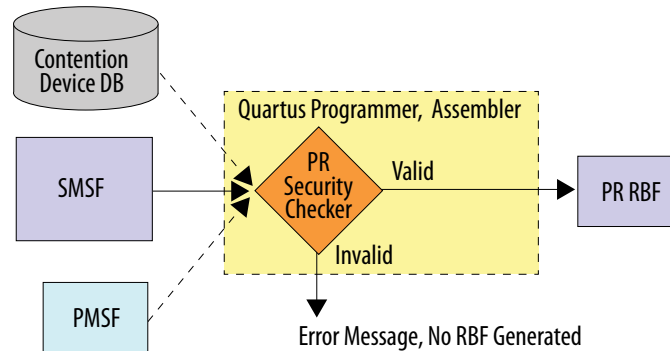 Contention
Device DB
Quartus Programmer, Assembler
SMSF
PR
Security
Checker
Valid
PR RBF
Invalid
PMSF
Error Message, No RBF Generated